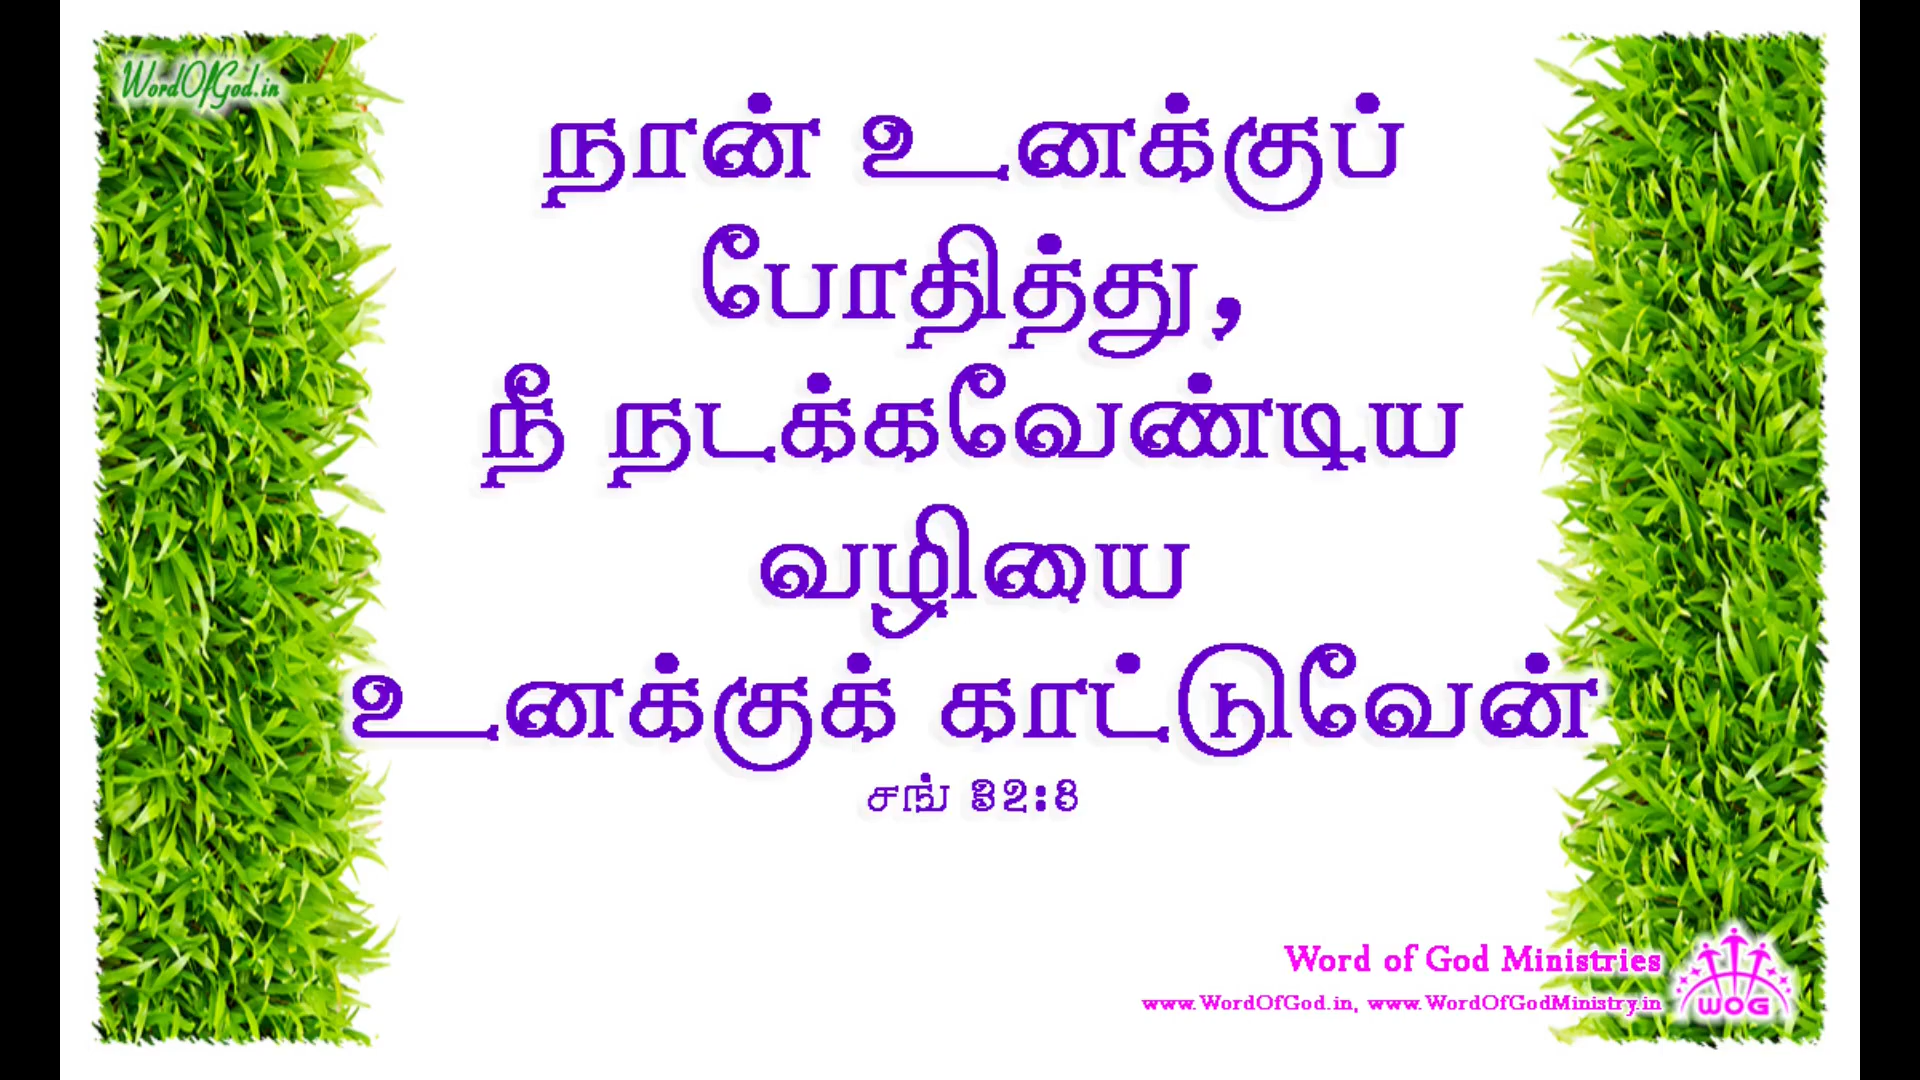 WordOfGod.in
நான் உனக்குப்
போதித்து,
நீ நடக்கவேண்டிய
வழியை
உனக்குக் காட்டுவேன்
சங் 32:8
Word of God Ministries
www.WordOfGod.in, www.WordOfGodMinistry.in
WOG